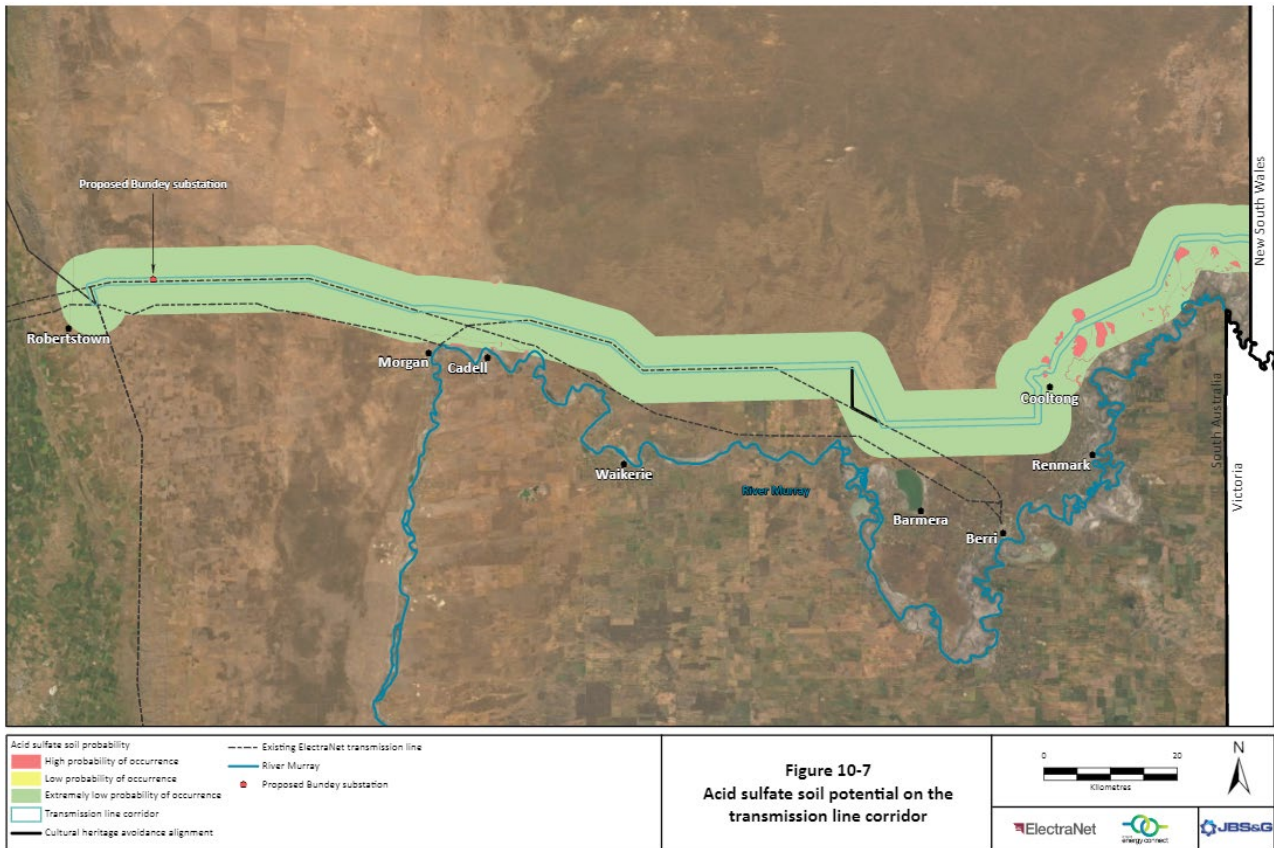 Proposed Bundey substation
New South Wales
Robertstown
Morgan
Cadell
Cooltong
Waikerie
River Murray
Renmark
Barmera
Berri
South Australia
Victoria
Acid sulfate soil probability
High probability of occurrence
Low probability of occurrence
Extremely low probability of occurrence
Transmission line corridor
Cultural heritage avoidance alignment
Existing ElectraNet transmission line
River Murray
Proposed Bundey substation
Figure 10-7
Acid sulfate soil potential on the
transmission line corridor
0 20
Kilometres
N
ElectraNet
energy connect
JBS&G